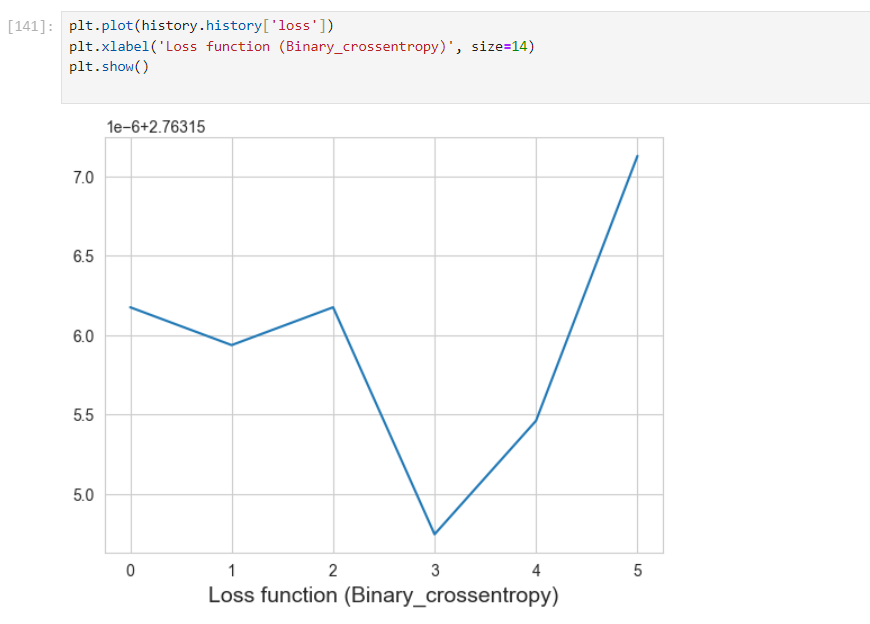 [141]: plt.plot(history.history['loss'])
plt.xlabel('Loss function (Binary_crossentropy)', size=14)
plt.show()
1e−6+2.76315
7.0
6.5
6.0
5.5
5.0
0 1 2 3 4 5
Loss function (Binary_crossentropy)